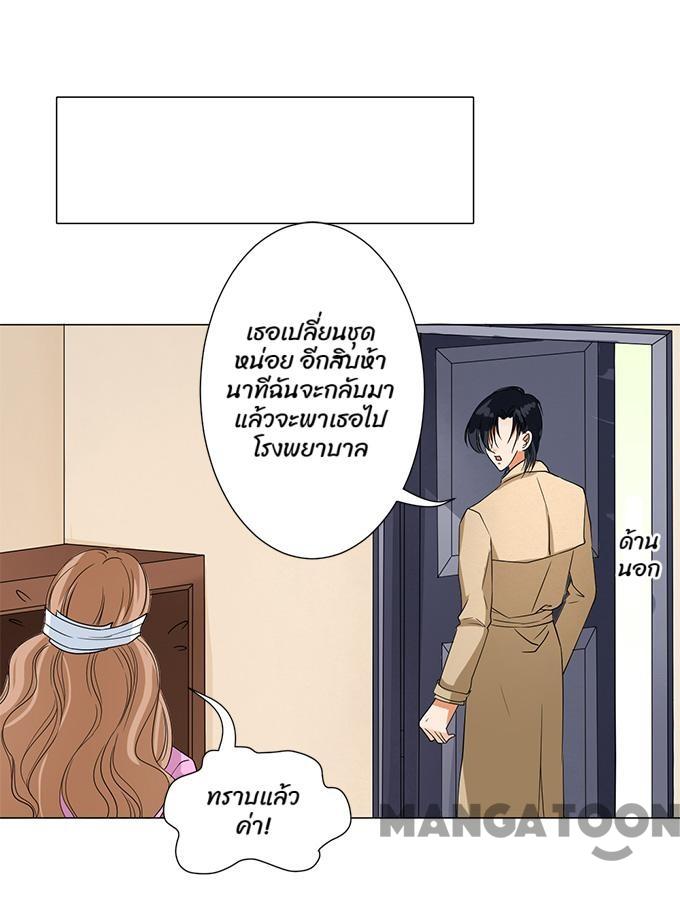 เธอเปลี่ยนชุด
หน่อย อีกสิบห้า
นาทีฉันจะกลับมา
แล้วจะพาเธอไป
โรงพยาบาล
ด้าน
นอก
ทราบแล้ว
ค่า!
MANGATOON